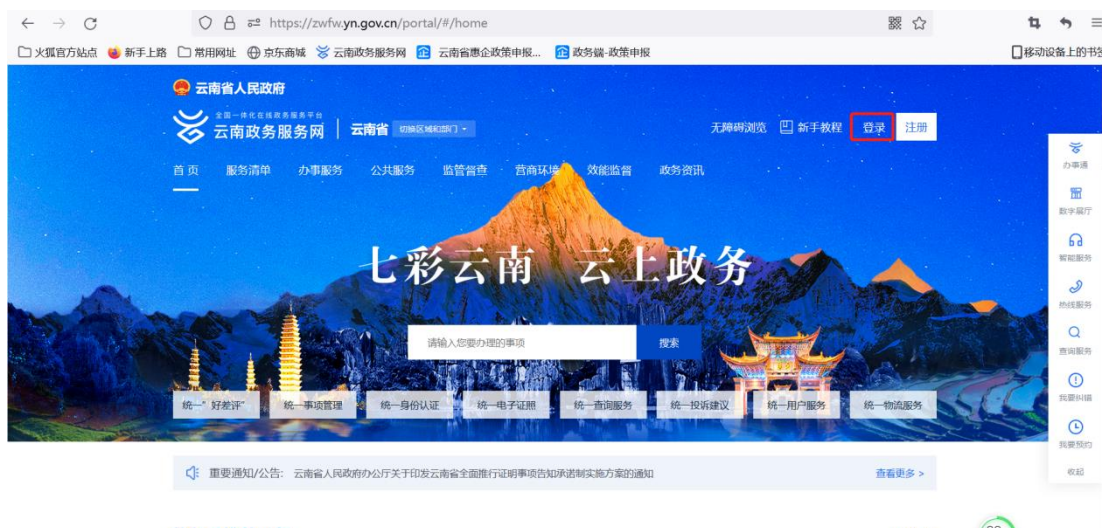 https://zwfw.yn.gov.cn/portal/#/home
火狐官方站点 新手上路 常用网址 京东商城 云南政务服务网 云南省惠企政策申报... 政务端-政策申报 移动设备上的书签
云南省人民政府
全国一体化在线政务服务平台
云南政务服务网 云南省 切换区域和部门 无障碍浏览 新手教程 登录 注册
首页 服务清单 办事服务 公共服务 监管督查 营商环境 效能监督 政务资讯
七彩云南 云上政务
请输入您要办理的事项 搜索
统一"好差评" 统一事项管理 统一身份认证 统一电子证照 统一查询服务 统一投诉建议 统一用户服务 统一物流服务
重要通知/公告: 云南省人民政府办公厅关于印发云南省全面推行证明事项告知承诺制实施方案的通知 查看更多 >
办事通
数字展厅
智能服务
热线服务
查询服务
我要纠错
我要预约
收起